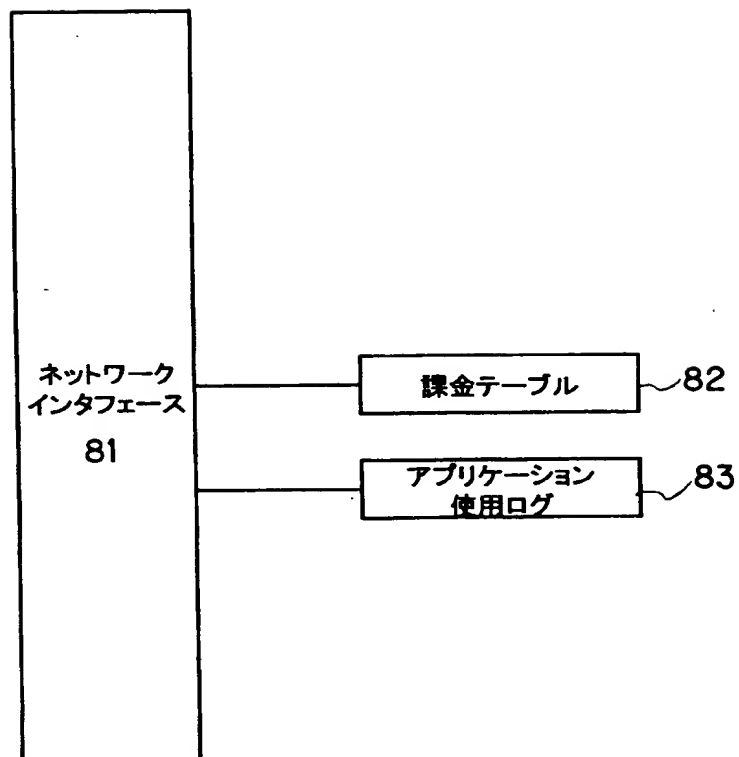 ネットワーク
インタフェース
81
課金テーブル
82
アプリケーション
使用ログ
83